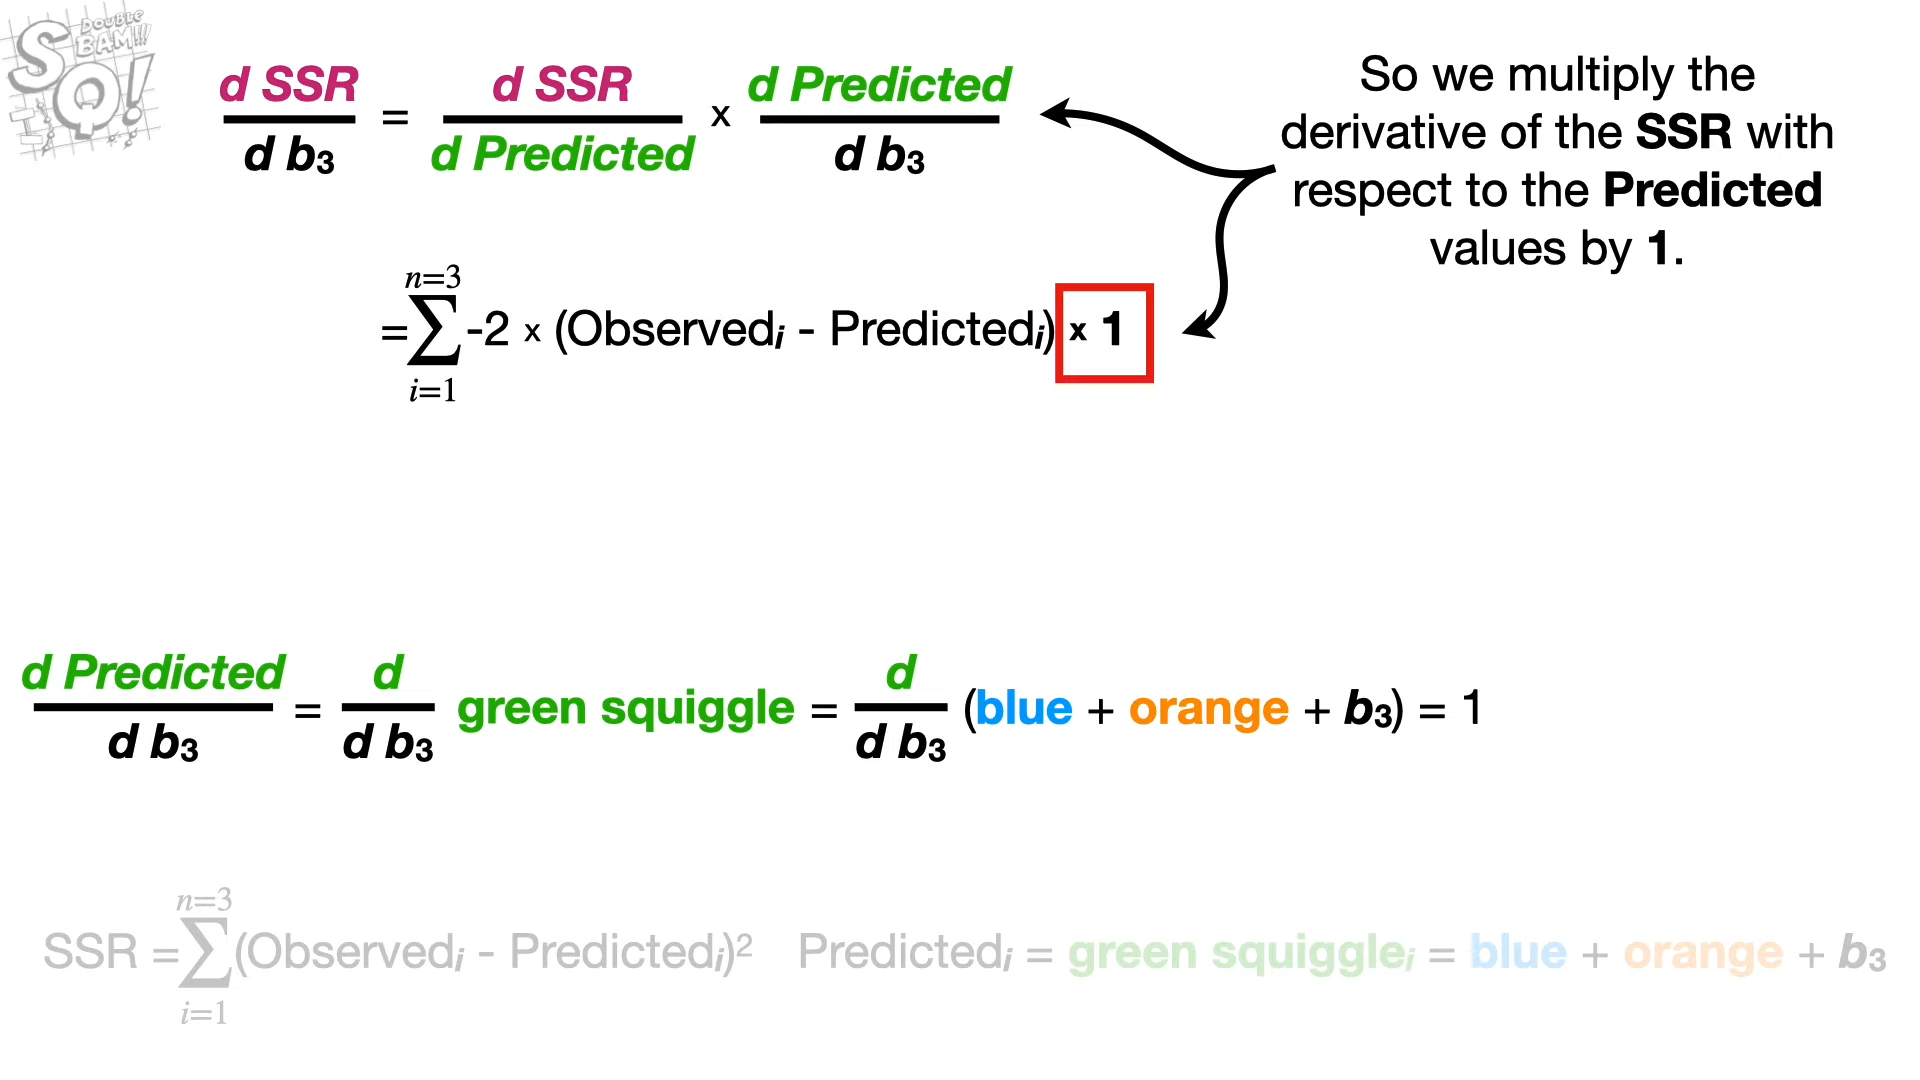 DOUBLE
BAM!!!
SQ!
d SSR / d b₃ = d SSR / d Predicted x d Predicted / d b₃
So we multiply the
derivative of the SSR with
respect to the Predicted
values by 1.
n=3
=∑-2 x (Observedᵢ - Predictedᵢ) x 1
i=1
d Predicted / d b₃ = d / d b₃ green squiggle = d / d b₃ (blue + orange + b₃) = 1
n=3
SSR =∑(Observedᵢ - Predictedᵢ)² Predictedᵢ = green squiggleᵢ = blue + orange + b₃
i=1